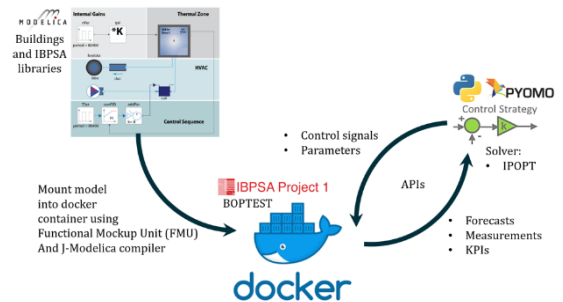 MODELICA
Buildings
and IBPSA
libraries
Internal Gains
Thermal Zone
*K
HVAC
Control Sequence
PYOMO
Control Strategy
K
Solver:
• IPOPT
• Control signals
• Parameters
APIs
IBPSA Project 1
BOPTEST
Mount model
into docker
container using
Functional Mockup Unit (FMU)
And J-Modelica compiler
• Forecasts
• Measurements
• KPIs
docker